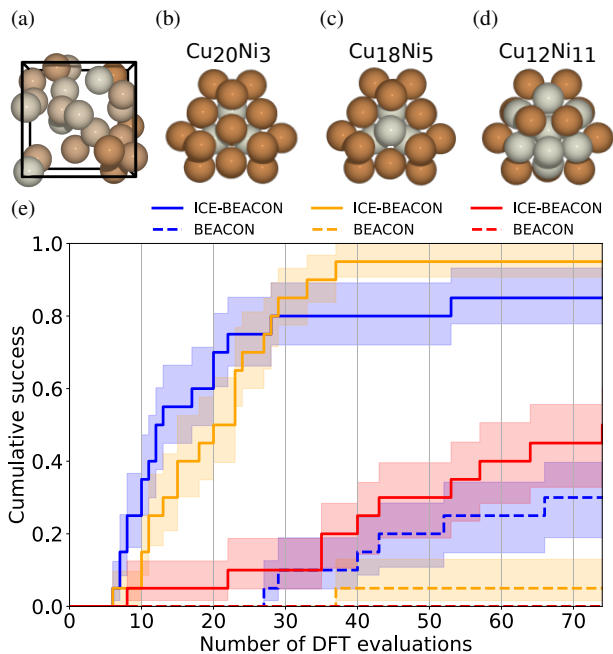 (a) (b) (c) (d)
Cu₂₀Ni₃ Cu₁₈Ni₅ Cu₁₂Ni₁₁
(e)
ICE-BEACON ICE-BEACON ICE-BEACON
BEACON BEACON BEACON
1.0
0.8
0.6
0.4
0.2
0.0
Cumulative success
0 10 20 30 40 50 60 70
Number of DFT evaluations